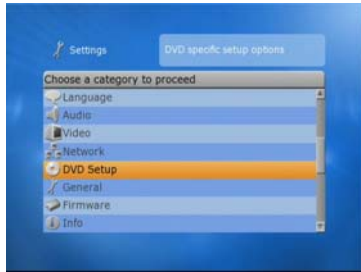 Settings
DVD specific setup options
Choose a category to proceed
Language
Audio
Video
Network
DVD Setup
General
Firmware
Info